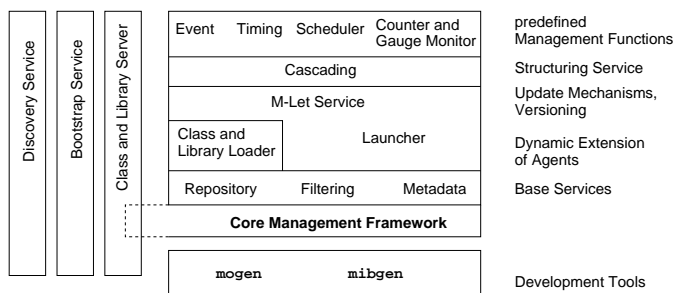 Discovery Service
Bootstrap Service
Class and Library Server
Event Timing Scheduler Counter and
Gauge Monitor
predefined
Management Functions
Cascading
Structuring Service
M-Let Service
Update Mechanisms,
Versioning
Class and
Library Loader
Launcher
Dynamic Extension
of Agents
Repository Filtering Metadata
Base Services
Core Management Framework
mogen mibgen
Development Tools